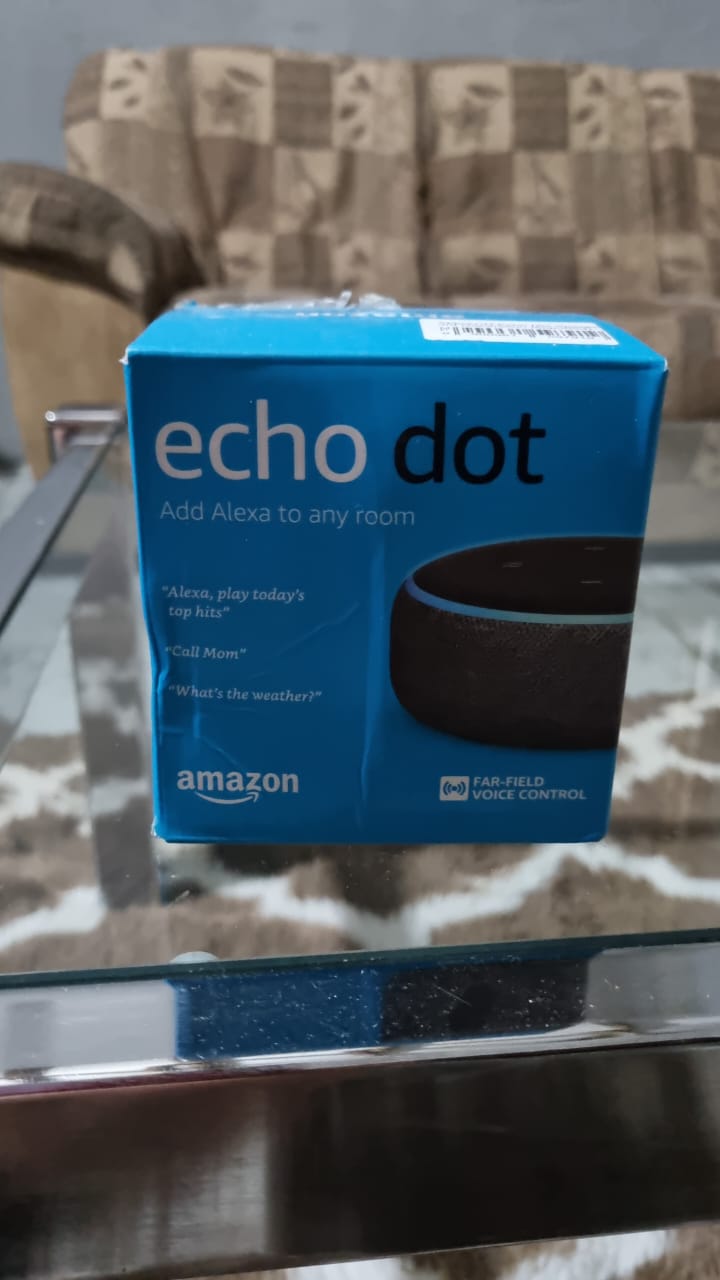 echo dot
Add Alexa to any room
"Alexa, play today's
top hits"
"Call Mom"
"What's the weather?"
amazon
FAR-FIELD
VOICE CONTROL